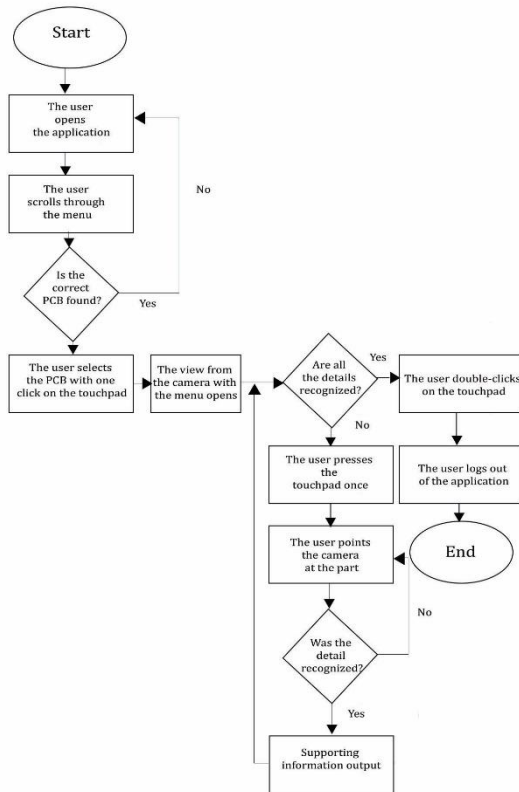 Start
The user
opens
the application
The user
scrolls through
the menu
No
Is the
correct
PCB found?
Yes
The user selects
the PCB with one
click on the touchpad
The view from
the camera with
the menu opens
Are all
the details
recognized?
Yes
The user double-clicks
on the touchpad
No
The user presses
the
touchpad once
The user logs out
of the application
The user points
the camera
at the part
End
No
Was the
detail
recognized?
Yes
Supporting
information output